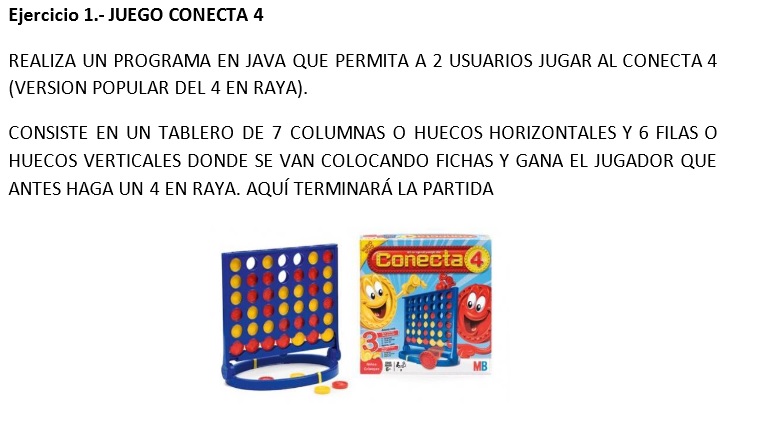 Ejercicio 1.- JUEGO CONECTA 4
REALIZA UN PROGRAMA EN JAVA QUE PERMITA A 2 USUARIOS JUGAR AL CONECTA 4
(VERSION POPULAR DEL 4 EN RAYA).
CONSISTE EN UN TABLERO DE 7 COLUMNAS O HUECOS HORIZONTALES Y 6 FILAS O
HUECOS VERTICALES DONDE SE VAN COLOCANDO FICHAS Y GANA EL JUGADOR QUE
ANTES HAGA UN 4 EN RAYA. AQUÍ TERMINARÁ LA PARTIDA
Conecta 4
3
MB